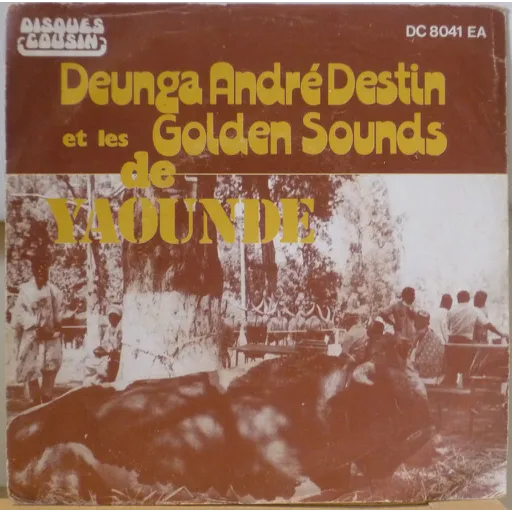 DISQUES
COUSIN
DC 8041 EA
Deunga André Destin
et les Golden Sounds
de
YAOUNDE